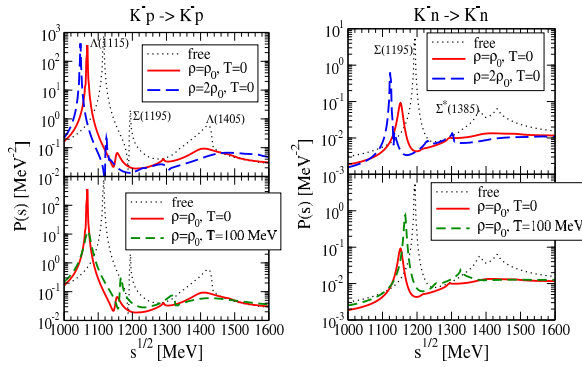 K⁻p -> K⁻p
K⁻n -> K⁻n
10³
10²
10¹
10⁰
10⁻¹
10⁻²
Λ(1115)
free
ρ=ρ₀, T=0
ρ=2ρ₀, T=0
Σ(1195)
Λ(1405)
10¹
10⁰
10⁻¹
10⁻²
10⁻³
Σ(1195)
free
ρ=ρ₀, T=0
ρ=2ρ₀, T=0
Σ*(1385)
P(s) [MeV⁻²]
P(s) [MeV⁻²]
10²
10¹
10⁰
10⁻¹
10⁻²
free
ρ=ρ₀, T=0
ρ=ρ₀, T=100 MeV
10⁰
10⁻¹
10⁻²
10⁻³
free
ρ=ρ₀, T=0
ρ=ρ₀, T=100 MeV
1000 1100 1200 1300 1400 1500 1600
1100 1200 1300 1400 1500 1600
s^1/2 [MeV]
s^1/2 [MeV]